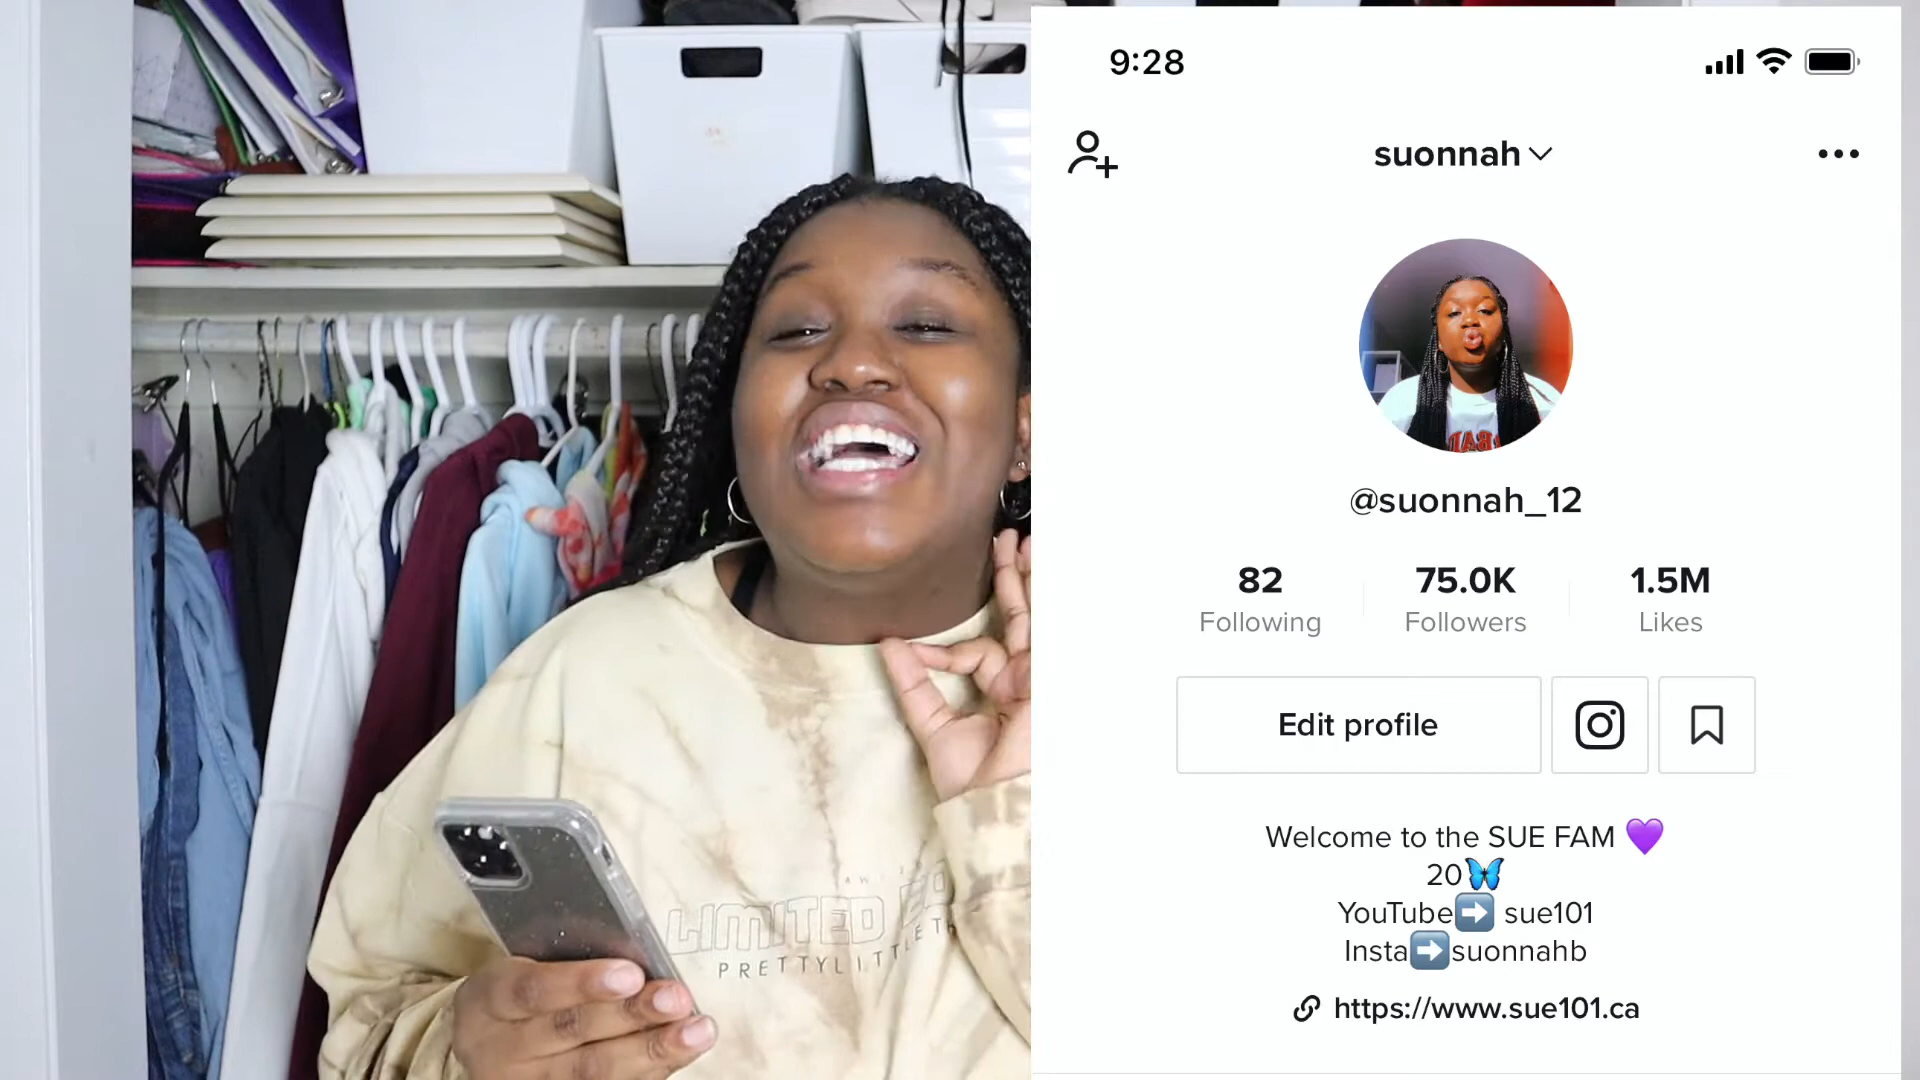 9:28
suonnah
@suonnah_12
82 75.0K 1.5M
Following Followers Likes
Edit profile
Welcome to the SUE FAM 💜
20🦋
YouTube➡️ sue101
Insta➡️suonnahb
https://www.sue101.ca
LIMITED
PRETTYLITTLETH